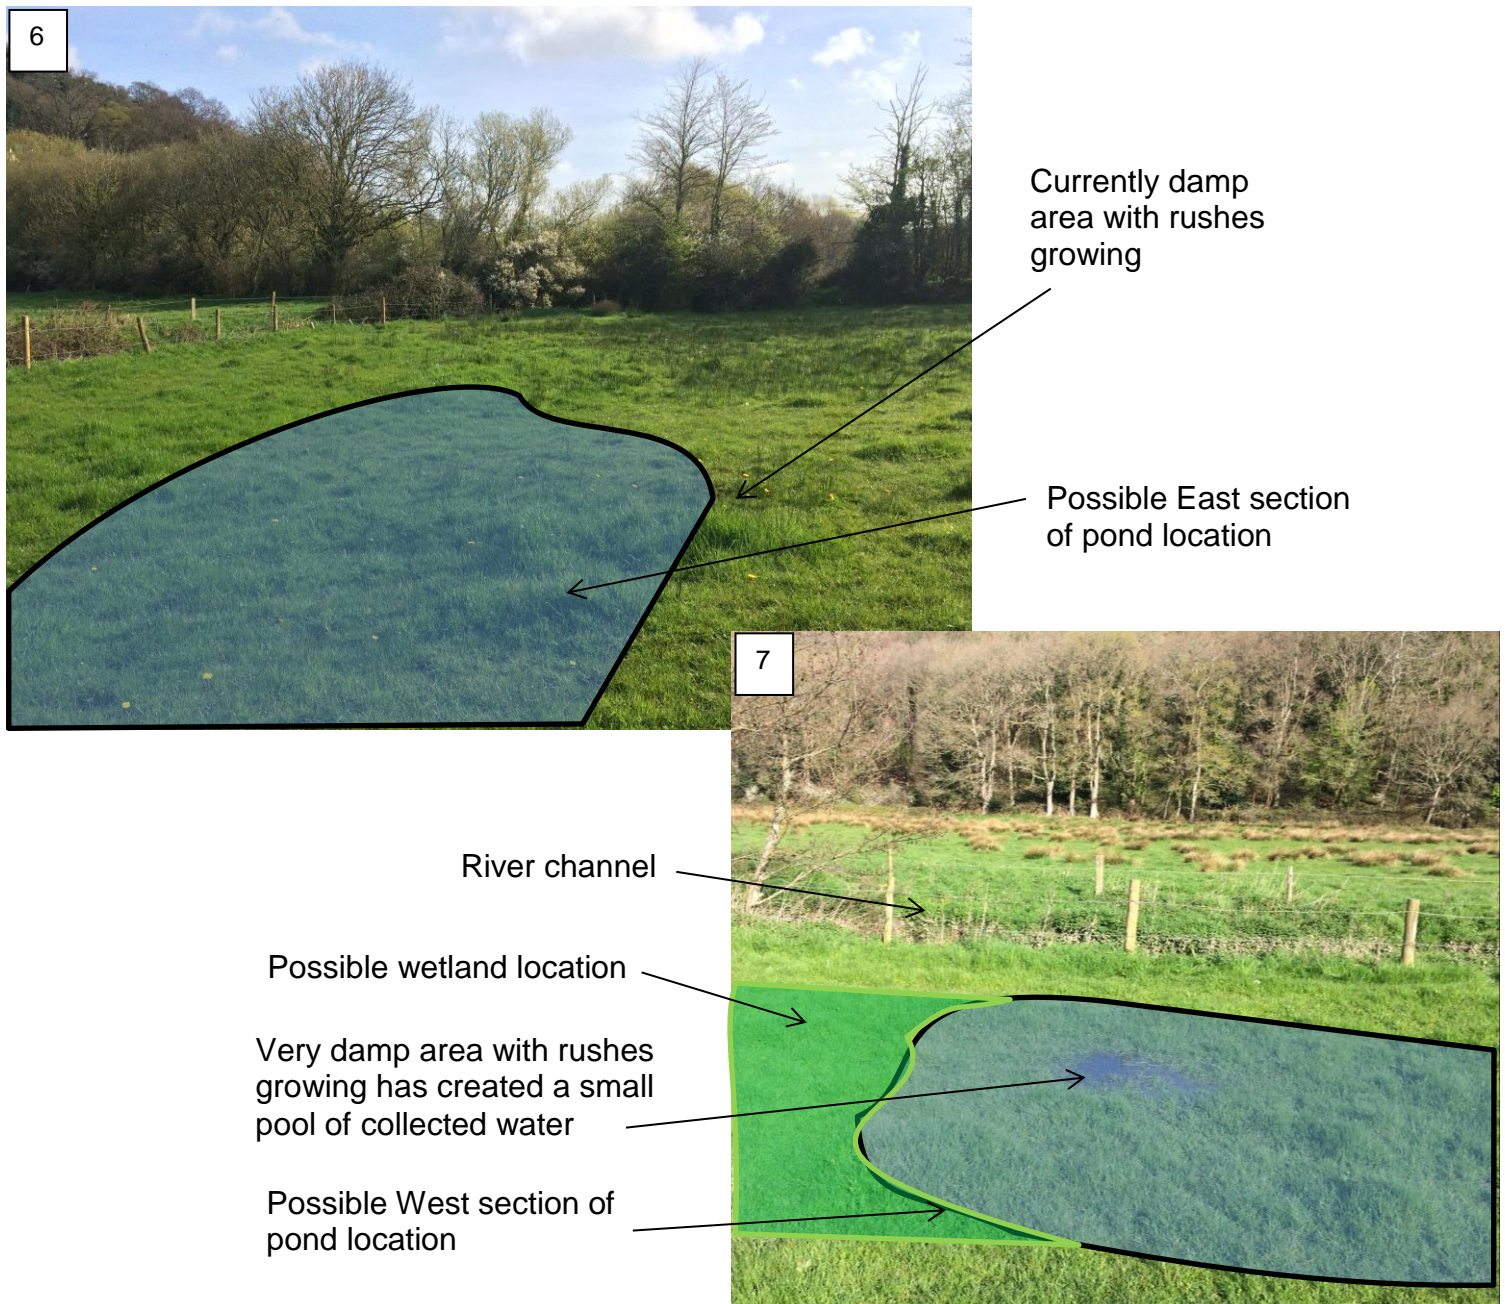 6
Currently damp
area with rushes
growing
Possible East section
of pond location
7
River channel
Possible wetland location
Very damp area with rushes
growing has created a small
pool of collected water
Possible West section of
pond location